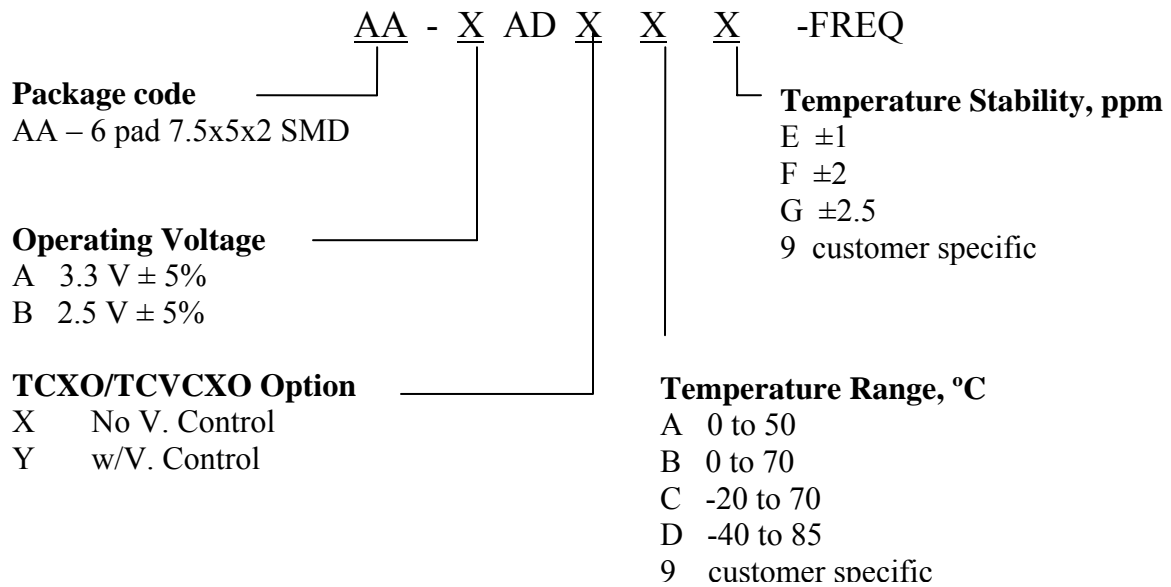 AA - X AD X X X -FREQ
Package code
AA – 6 pad 7.5x5x2 SMD
Operating Voltage
A 3.3 V ± 5%
B 2.5 V ± 5%
TCXO/TCVCXO Option
X No V. Control
Y w/V. Control
Temperature Stability, ppm
E ±1
F ±2
G ±2.5
9 customer specific
Temperature Range, ºC
A 0 to 50
B 0 to 70
C -20 to 70
D -40 to 85
9 customer specific